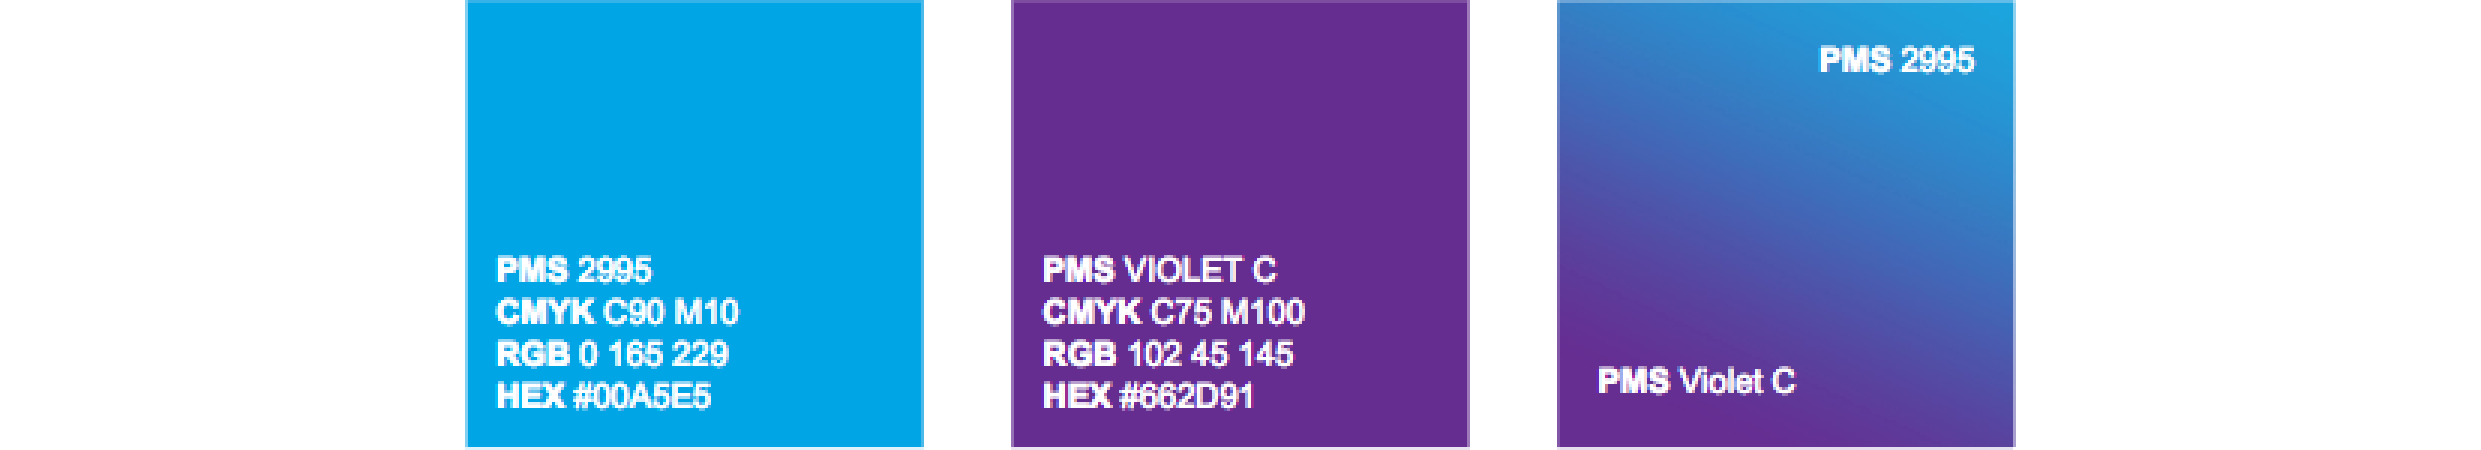 PMS 2995
CMYK C90 M10
RGB 0 165 229
HEX #00A5E5
PMS VIOLET C
CMYK C75 M100
RGB 102 45 145
HEX #662D91
PMS 2995
PMS Violet C